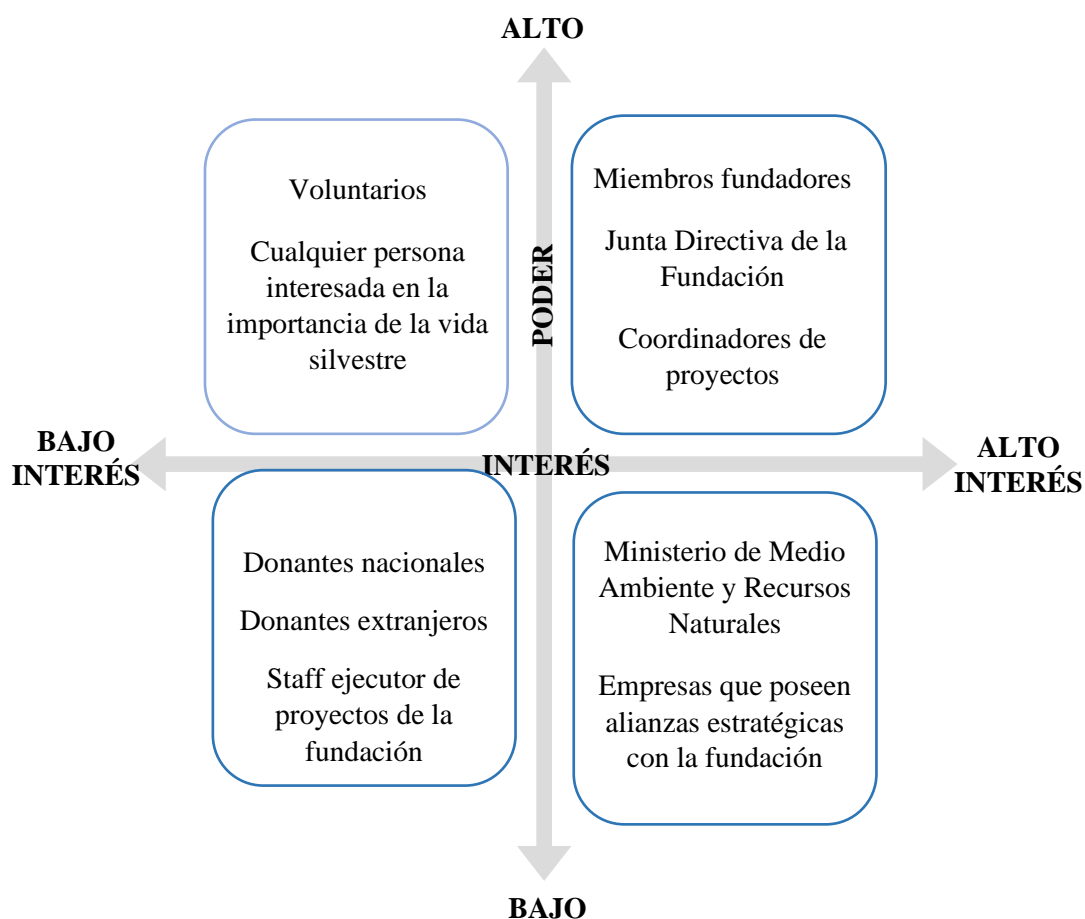 ALTO
Voluntarios
Cualquier persona
interesada en la
importancia de la vida
silvestre
PODER
Miembros fundadores
Junta Directiva de la
Fundación
Coordinadores de
proyectos
BAJO
INTERÉS
INTERÉS
ALTO
INTERÉS
Donantes nacionales
Donantes extranjeros
Staff ejecutor de
proyectos de la
fundación
Ministerio de Medio
Ambiente y Recursos
Naturales
Empresas que poseen
alianzas estratégicas
con la fundación
BAJO